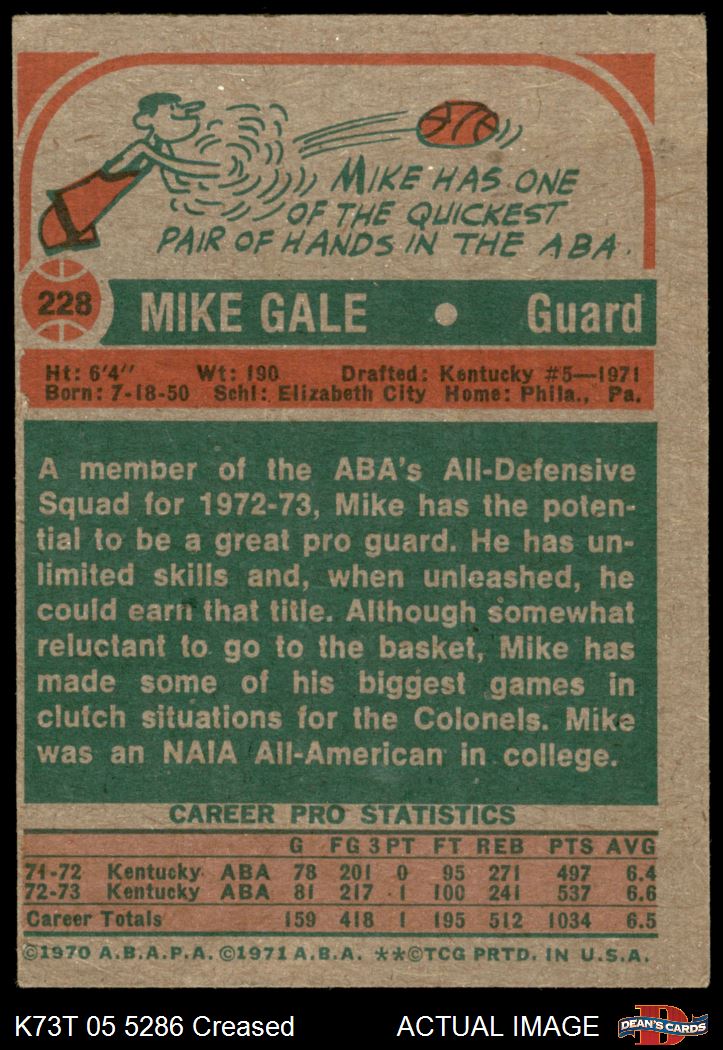 MIKE HAS ONE
OF THE QUICKEST
PAIR OF HANDS IN THE ABA.
228 MIKE GALE • Guard
Ht: 6'4" Wt: 190 Drafted: Kentucky #5—1971
Born: 7-18-50 Schl: Elizabeth City Home: Phila., Pa.
A member of the ABA's All-Defensive
Squad for 1972-73, Mike has the poten-
tial to be a great pro guard. He has un-
limited skills and, when unleashed, he
could earn that title. Although somewhat
reluctant to go to the basket, Mike has
made some of his biggest games in
clutch situations for the Colonels. Mike
was an NAIA All-American in college.
CAREER PRO STATISTICS
G FG 3PT FT REB PTS AVG
71-72 Kentucky ABA 78 201 0 95 271 497 6.4
72-73 Kentucky ABA 81 217 1 100 241 537 6.6
Career Totals 159 418 1 195 512 1034 6.5
©1970 A.B.A.P.A. ©1971 A.B.A. **©TCG PRTD. IN U.S.A.
K73T 05 5286 Creased ACTUAL IMAGE DEAN'S CARDS